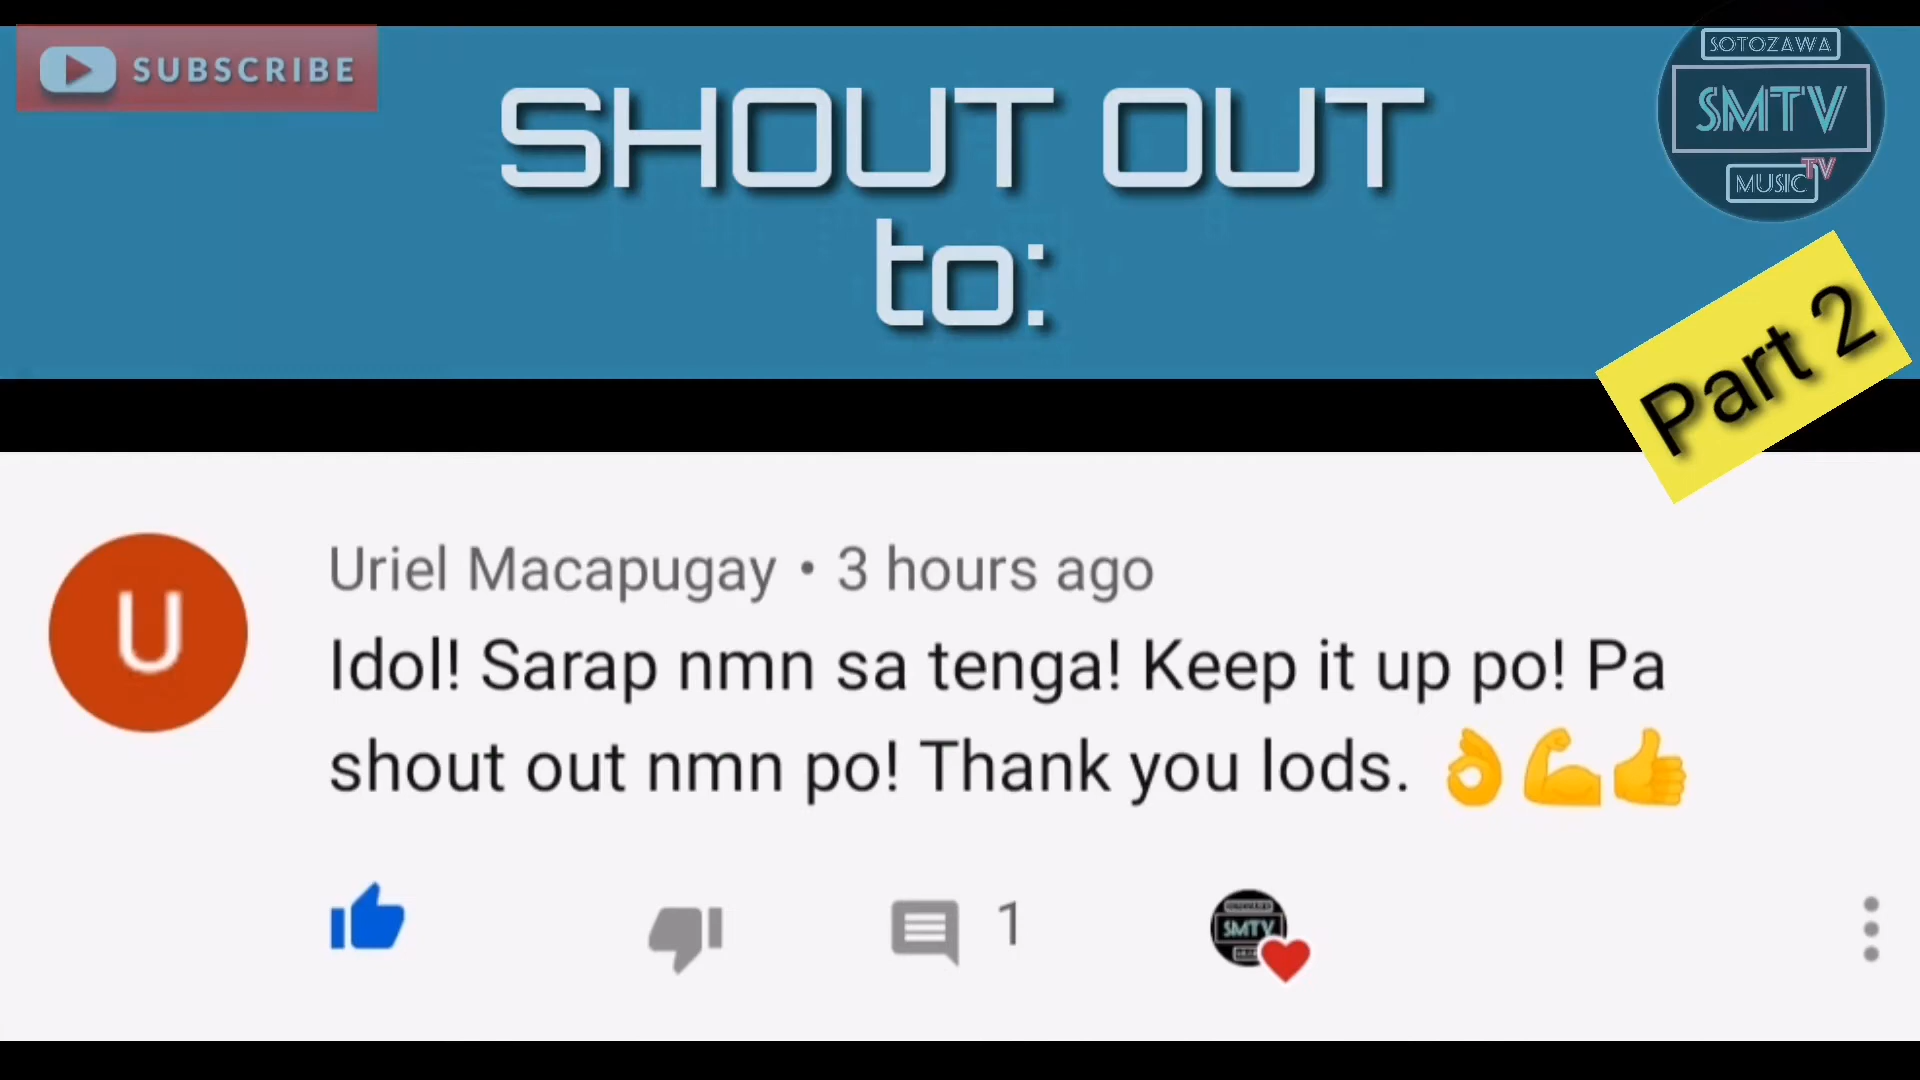 SUBSCRIBE
SHOUT OUT
to:
SOTOZAWA
SMTV
MUSIC TV
Part 2
U
Uriel Macapugay • 3 hours ago
Idol! Sarap nmn sa tenga! Keep it up po! Pa
shout out nmn po! Thank you lods. 👌💪👍
1
SMTV